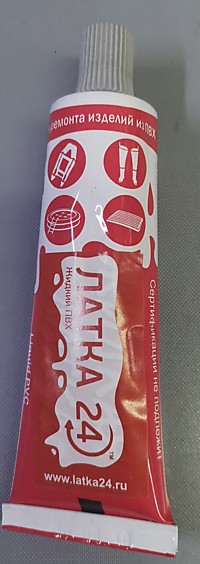 ремонта изделий из ПВХ
ЛАТКА 24
TM
Жидкий ПВХ
Сертификации не подлежит
www.latka24.ru